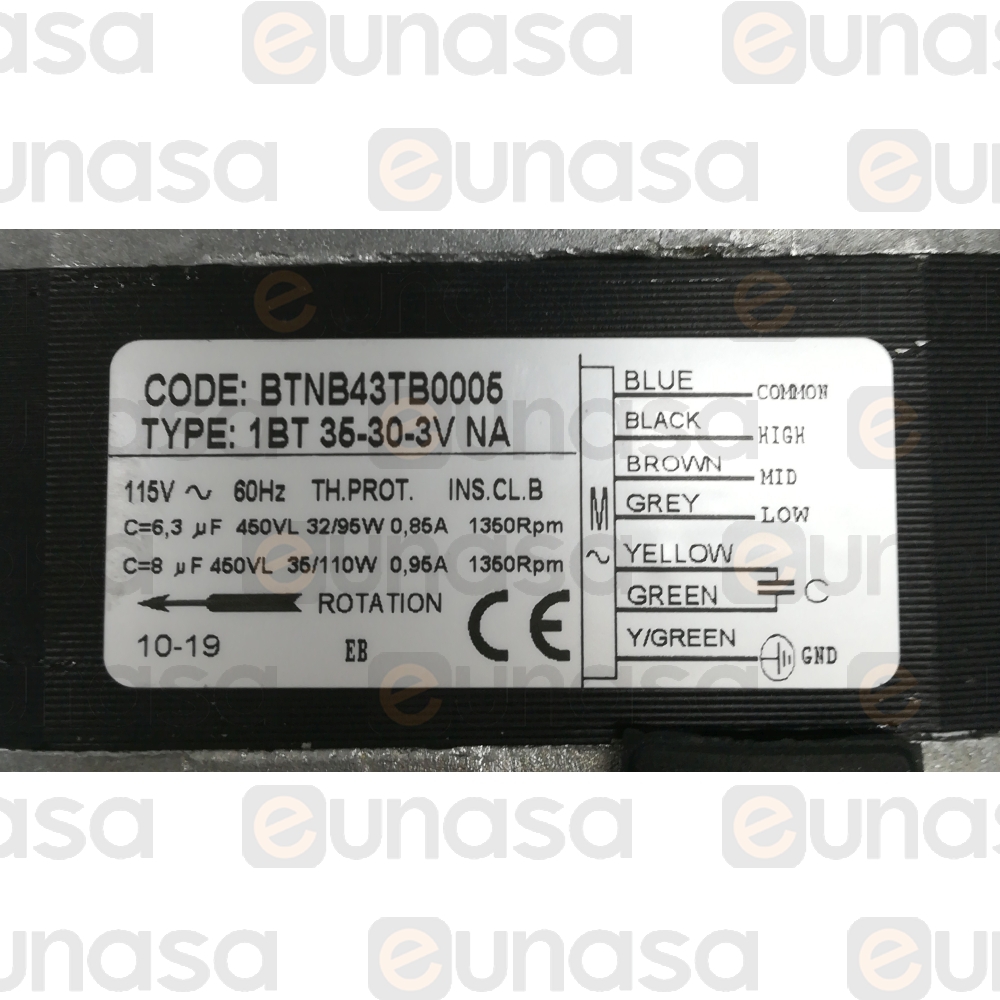 eunasa
CODE: BTNB43TB0005
TYPE: 1BT 35-30-3V NA
115V ~ 60Hz TH.PROT. INS.CL.B
C=6,3 µF 450VL 32/95W 0,85A 1350Rpm
C=8 µF 450VL 35/110W 0,95A 1350Rpm
ROTATION
10-19 EB CE
M
~
BLUE COMMON
BLACK HIGH
BROWN MID
GREY LOW
YELLOW
GREEN C
Y/GREEN GND
eunasa